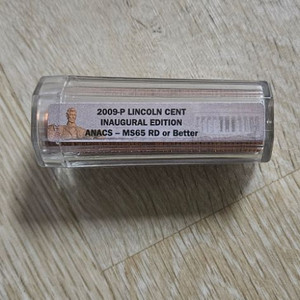 2009-P LINCOLN CENT
INAUGURAL EDITION
ANACS – MS65 RD or Better